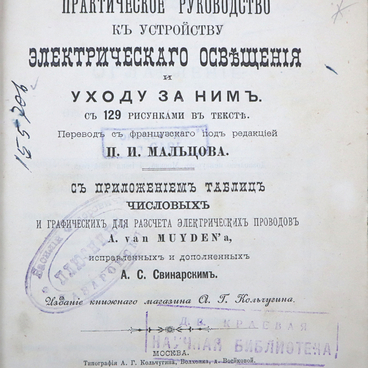 ПРАКТИЧЕСКОЕ РУКОВОДСТВО
КЪ УСТРОЙСТВУ
ЭЛЕКТРИЧЕСКАГО ОСВѢЩЕНІЯ
И
УХОДУ ЗА НИМЪ.
СЪ 129 РИСУНКАМИ ВЪ ТЕКСТѢ.
Переводъ съ французскаго подъ редакціей
П. И. МАЛЬЦОВА.
СЪ ПРИЛОЖЕНІЕМЪ ТАБЛИЦЪ
ЧИСЛОВЫХЪ
И ГРАФИЧЕСКИХЪ ДЛЯ РАЗСЧЕТА ЭЛЕКТРИЧЕСКИХЪ ПРОВОДОВЪ
A. van MUYDEN'a,
исправленныхъ и дополненныхъ
А. С. Свинарскимъ.
Изданіе книжнаго магазина А. Г. Кольчугина.
МОСКВА.
Типографія А. Г. Кольчугина, Волхонка, д. Воейковой.
НАУЧНАЯ БИБЛИОТЕКА